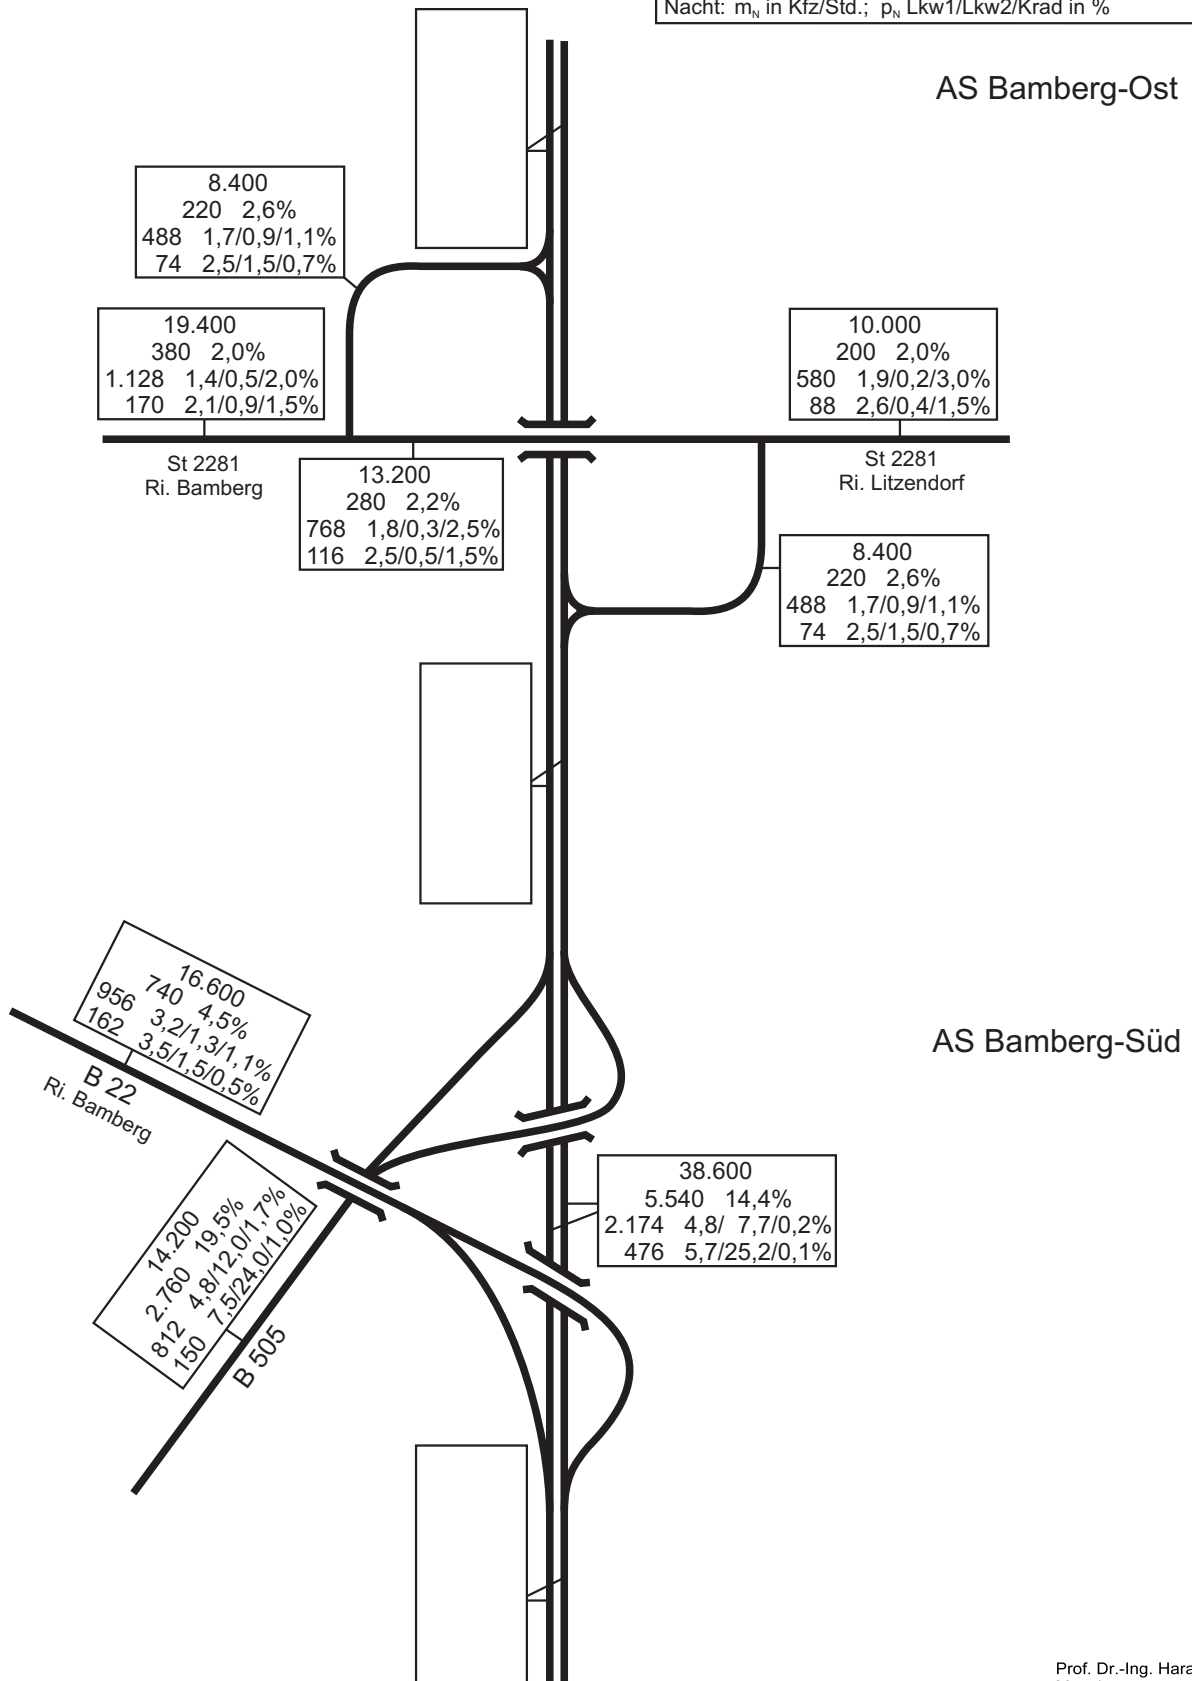 Nacht: mN in Kfz/Std.; pN Lkw1/Lkw2/Krad in %
AS Bamberg-Ost
8.400
220 2,6%
488 1,7/0,9/1,1%
74 2,5/1,5/0,7%
19.400
380 2,0%
1.128 1,4/0,5/2,0%
170 2,1/0,9/1,5%
10.000
200 2,0%
580 1,9/0,2/3,0%
88 2,6/0,4/1,5%
St 2281
Ri. Bamberg
13.200
280 2,2%
768 1,8/0,3/2,5%
116 2,5/0,5/1,5%
St 2281
Ri. Litzendorf
8.400
220 2,6%
488 1,7/0,9/1,1%
74 2,5/1,5/0,7%
16.600
740 4,5%
956 3,2/1,3/1,1%
162 3,5/1,5/0,5%
B 22
Ri. Bamberg
AS Bamberg-Süd
14.200
2.760 19,5%
812 4,8/12,0/1,7%
150 7,5/24,0/1,0%
B 505
38.600
5.540 14,4%
2.174 4,8/ 7,7/0,2%
476 5,7/25,2/0,1%
Prof. Dr.-Ing. Hara